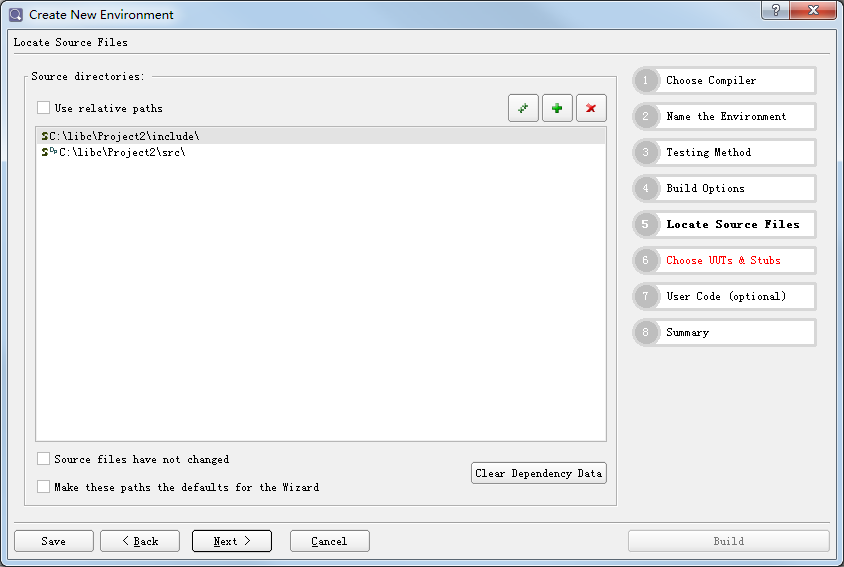 Create New Environment
Locate Source Files
Source directories:
Use relative paths
S C:\libc\Project2\include\
S C:\libc\Project2\src\
Source files have not changed
Make these paths the defaults for the Wizard
Clear Dependency Data
1 Choose Compiler
2 Name the Environment
3 Testing Method
4 Build Options
5 Locate Source Files
6 Choose UUTs & Stubs
7 User Code (optional)
8 Summary
Save
< Back
Next >
Cancel
Build